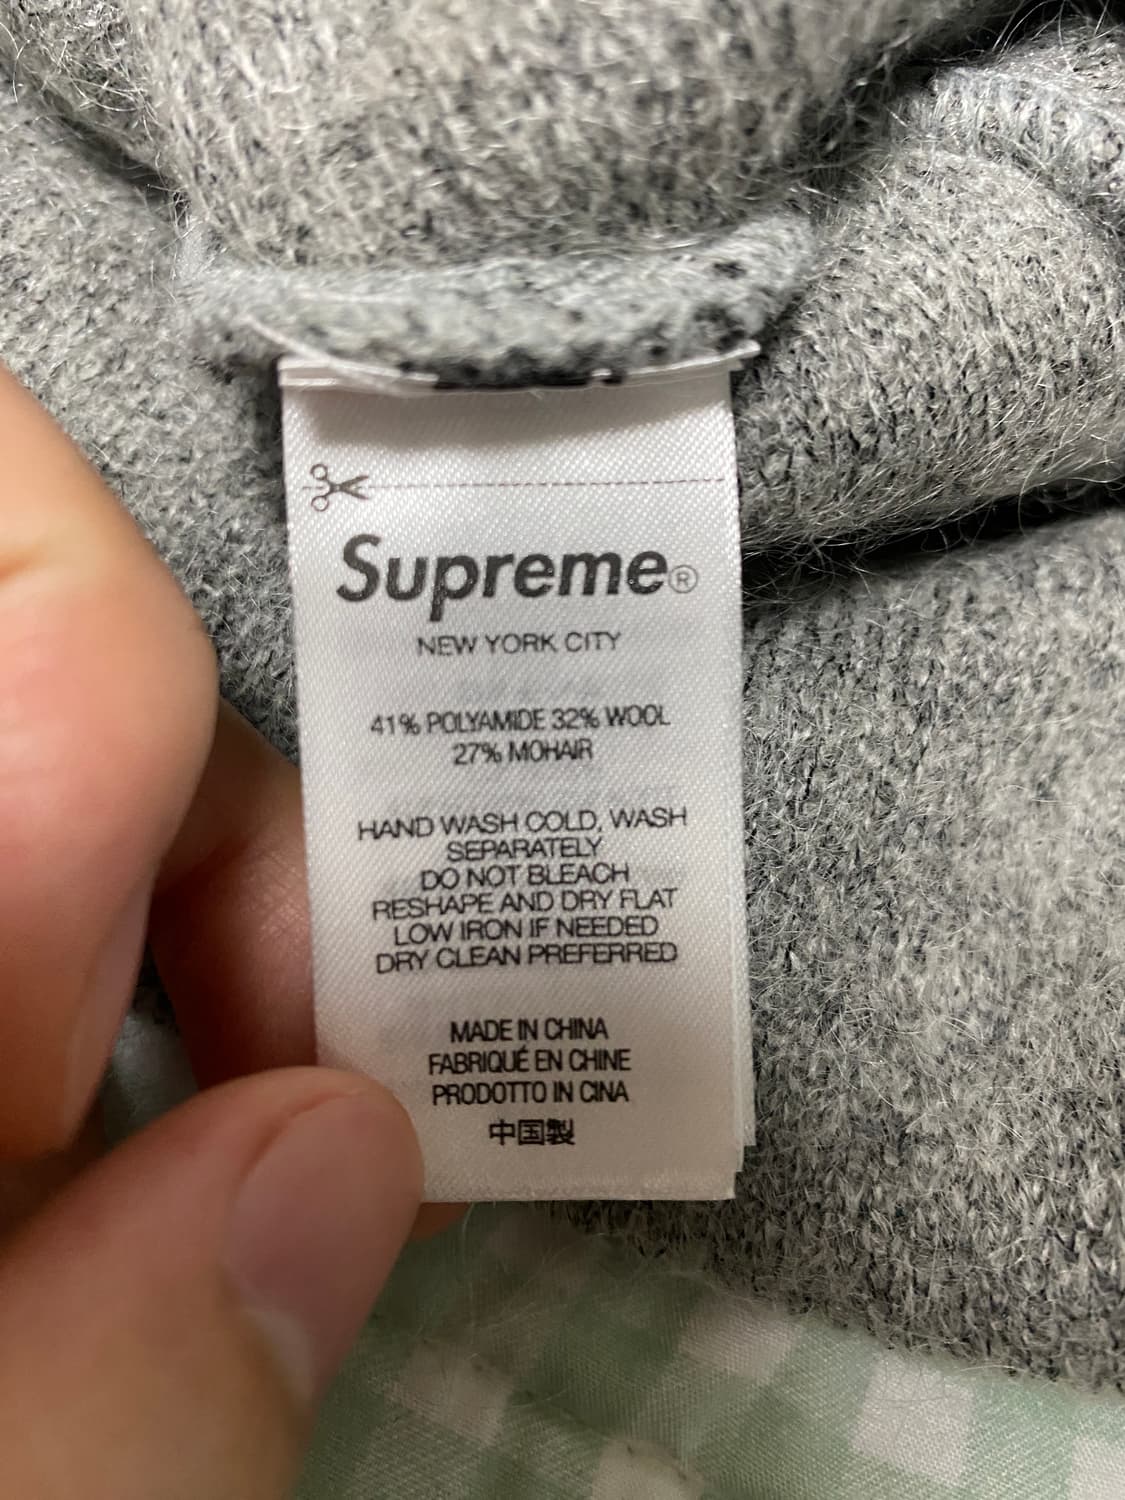 Supreme®
NEW YORK CITY
41% POLYAMIDE 32% WOOL
27% MOHAIR
HAND WASH COLD, WASH
SEPARATELY
DO NOT BLEACH
RESHAPE AND DRY FLAT
LOW IRON IF NEEDED
DRY CLEAN PREFERRED
MADE IN CHINA
FABRIQUÉ EN CHINE
PRODOTTO IN CINA
中国製